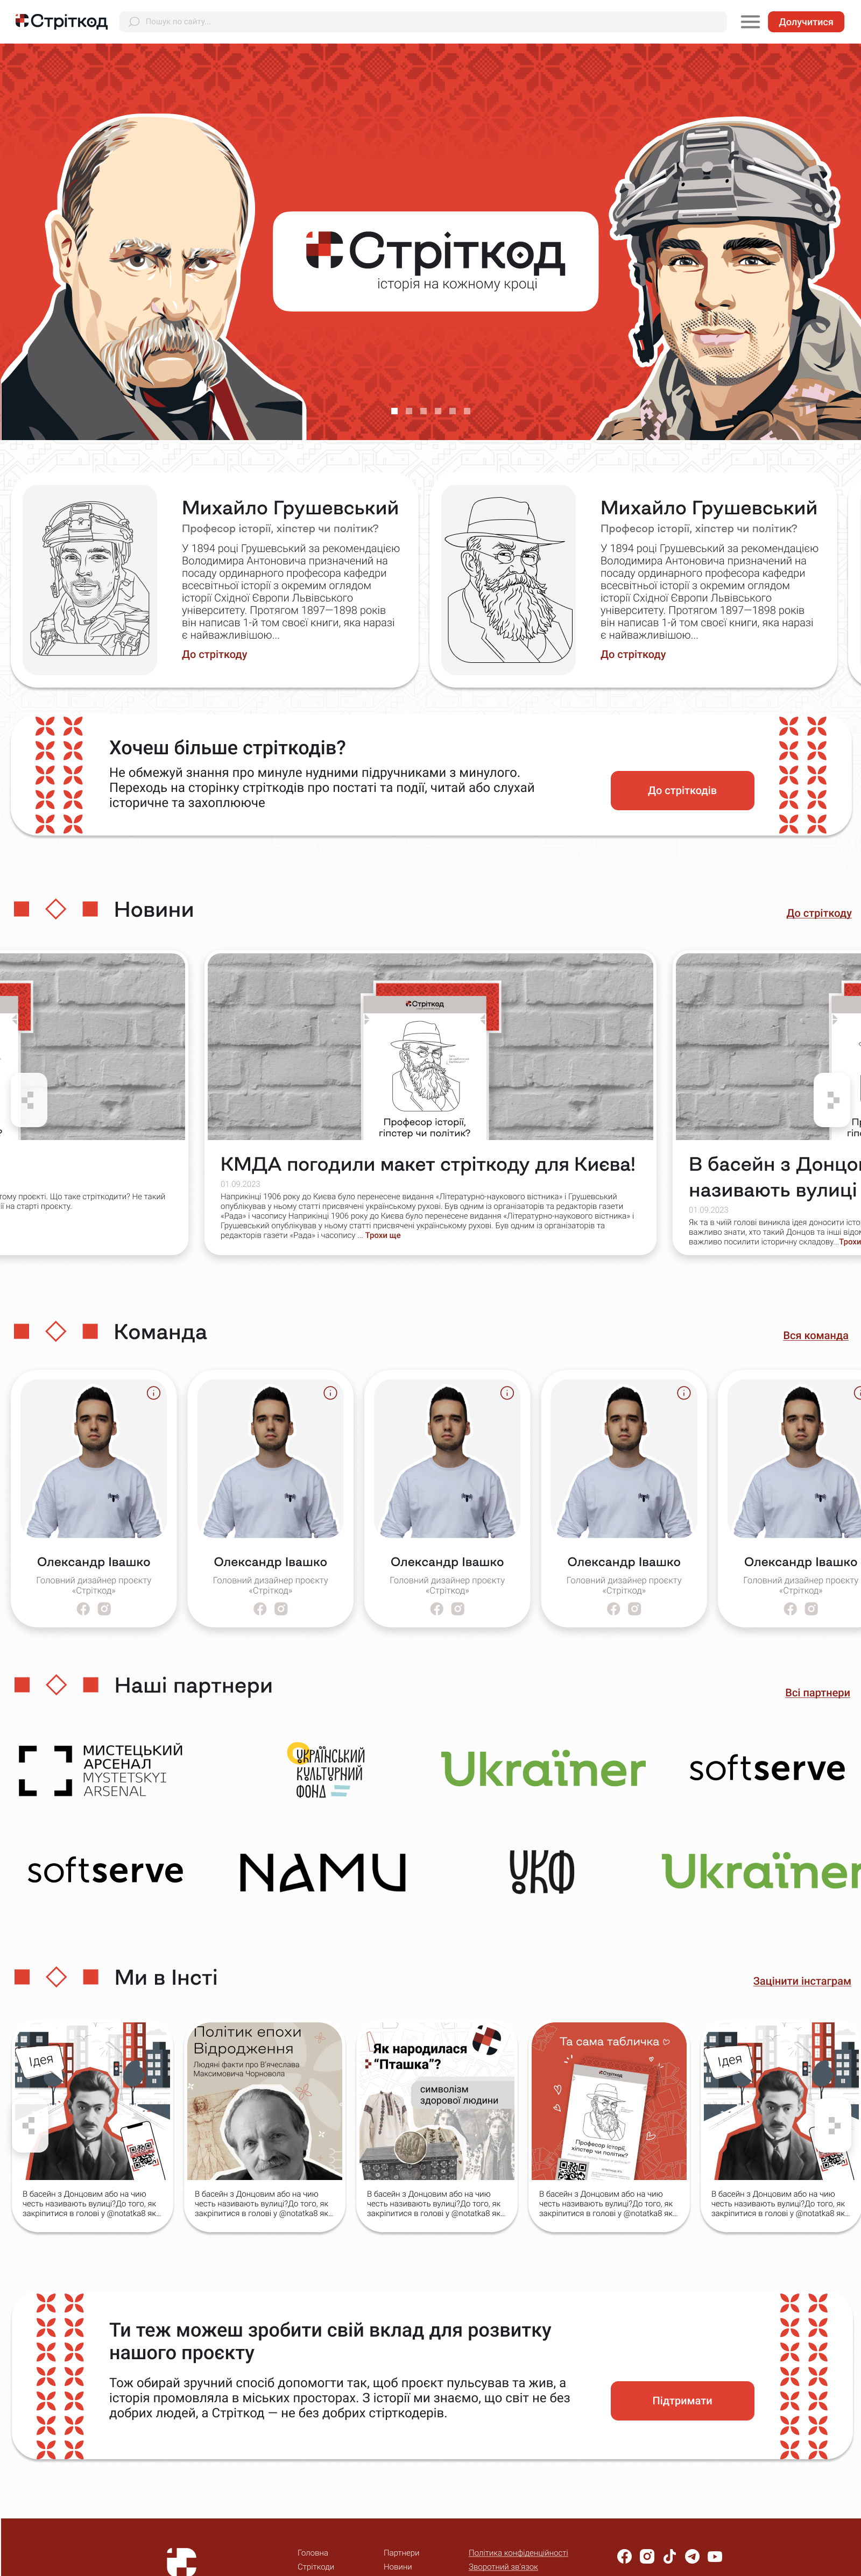 Стріткод
Пошук по сайту...
Долучитися
Стріткод
історія на кожному кроці
Михайло Грушевський
Професор історії, хіпстер чи політик?
У 1894 році Грушевський за рекомендацією
Володимира Антоновича призначений на
посаду ординарного професора кафедри
всесвітньої історії з окремим оглядом
історії Східної Європи Львівського
університету. Протягом 1897—1898 років
він написав 1-й том своєї книги, яка наразі
є найважливішою...
До стріткоду
Михайло Грушевський
Професор історії, хіпстер чи політик?
У 1894 році Грушевський за рекомендацією
Володимира Антоновича призначений на
посаду ординарного професора кафедри
всесвітньої історії з окремим оглядом
історії Східної Європи Львівського
університету. Протягом 1897—1898 років
він написав 1-й том своєї книги, яка наразі
є найважливішою...
До стріткоду
Хочеш більше стріткодів?
Не обмежуй знання про минуле нудними підручниками з минулого.
Переходь на сторінку стріткодів про постаті та події, читай або слухай
історичне та захоплююче
До стріткодів
Новини
До стріткоду
тому проєкті. Що таке стріткодити? Не такий
ії на старті проєкту.
Стріткод
Професор історії,
гіпстер чи політик?
КМДА погодили макет стріткоду для Києва!
01.09.2023
Наприкінці 1906 року до Києва було перенесене видання «Літературно-наукового вістника» і Грушевський
опублікував у ньому статті присвячені українському рухові. Був одним із організаторів та редакторів газети
«Рада» і часопису Наприкінці 1906 року до Києва було перенесене видання «Літературно-наукового вістника» і
Грушевський опублікував у ньому статті присвячені українському рухові. Був одним із організаторів та
редакторів газети «Рада» і часопису ... Трохи ще
В басейн з Донцо
називають вулиці
01.09.2023
Як та в чиїй голові виникла ідея доносити істо
важливо знати, хто такий Донцов та інші відом
важливо посилити історичну складову...Трохи
Команда
Вся команда
Олександр Івашко
Головний дизайнер проєкту
«Стріткод»
Олександр Івашко
Головний дизайнер проєкту
«Стріткод»
Олександр Івашко
Головний дизайнер проєкту
«Стріткод»
Олександр Івашко
Головний дизайнер проєкту
«Стріткод»
Олександр Івашко
Головний дизайнер проєкту
«Стріткод»
Наші партнери
Всі партнери
МИСТЕЦЬКИЙ
АРСЕНАЛ
MYSTETSKYI
ARSENAL
УКРАЇНСЬКИЙ
КУЛЬТУРНИЙ
ФОНД
Ukraïner
softserve
softserve
NAMU
УКФ
Ukraïner
Ми в Інсті
Зацінити інстаграм
Ідея
В басейн з Донцовим або на чию
честь називають вулиці?До того, як
закріпитися в голові у @notatka8 як...
Політик епохи
Відродження
Людяні факти про В'ячеслава
Максимовича Чорновола
В басейн з Донцовим або на чию
честь називають вулиці?До того, як
закріпитися в голові у @notatka8 як...
Як народилася
“Пташка”?
символізм
здорової людини
В басейн з Донцовим або на чию
честь називають вулиці?До того, як
закріпитися в голові у @notatka8 як...
Та сама табличка
Стріткод
Професор історії,
хіпстер чи політик?
В басейн з Донцовим або на чию
честь називають вулиці?До того, як
закріпитися в голові у @notatka8 як...
Ідея
В басейн з Донцовим або на чию
честь називають вулиці?До того, як
закріпитися в голові у @notatka8 як...
Ти теж можеш зробити свій вклад для розвитку
нашого проєкту
Тож обирай зручний спосіб допомогти так, щоб проєкт пульсував та жив, а
історія промовляла в міських просторах. З історії ми знаємо, що світ не без
добрих людей, а Стріткод — не без добрих стірткодерів.
Підтримати
Головна
Стріткоди
Партнери
Новини
Політика конфіденційності
Зворотний зв'язок